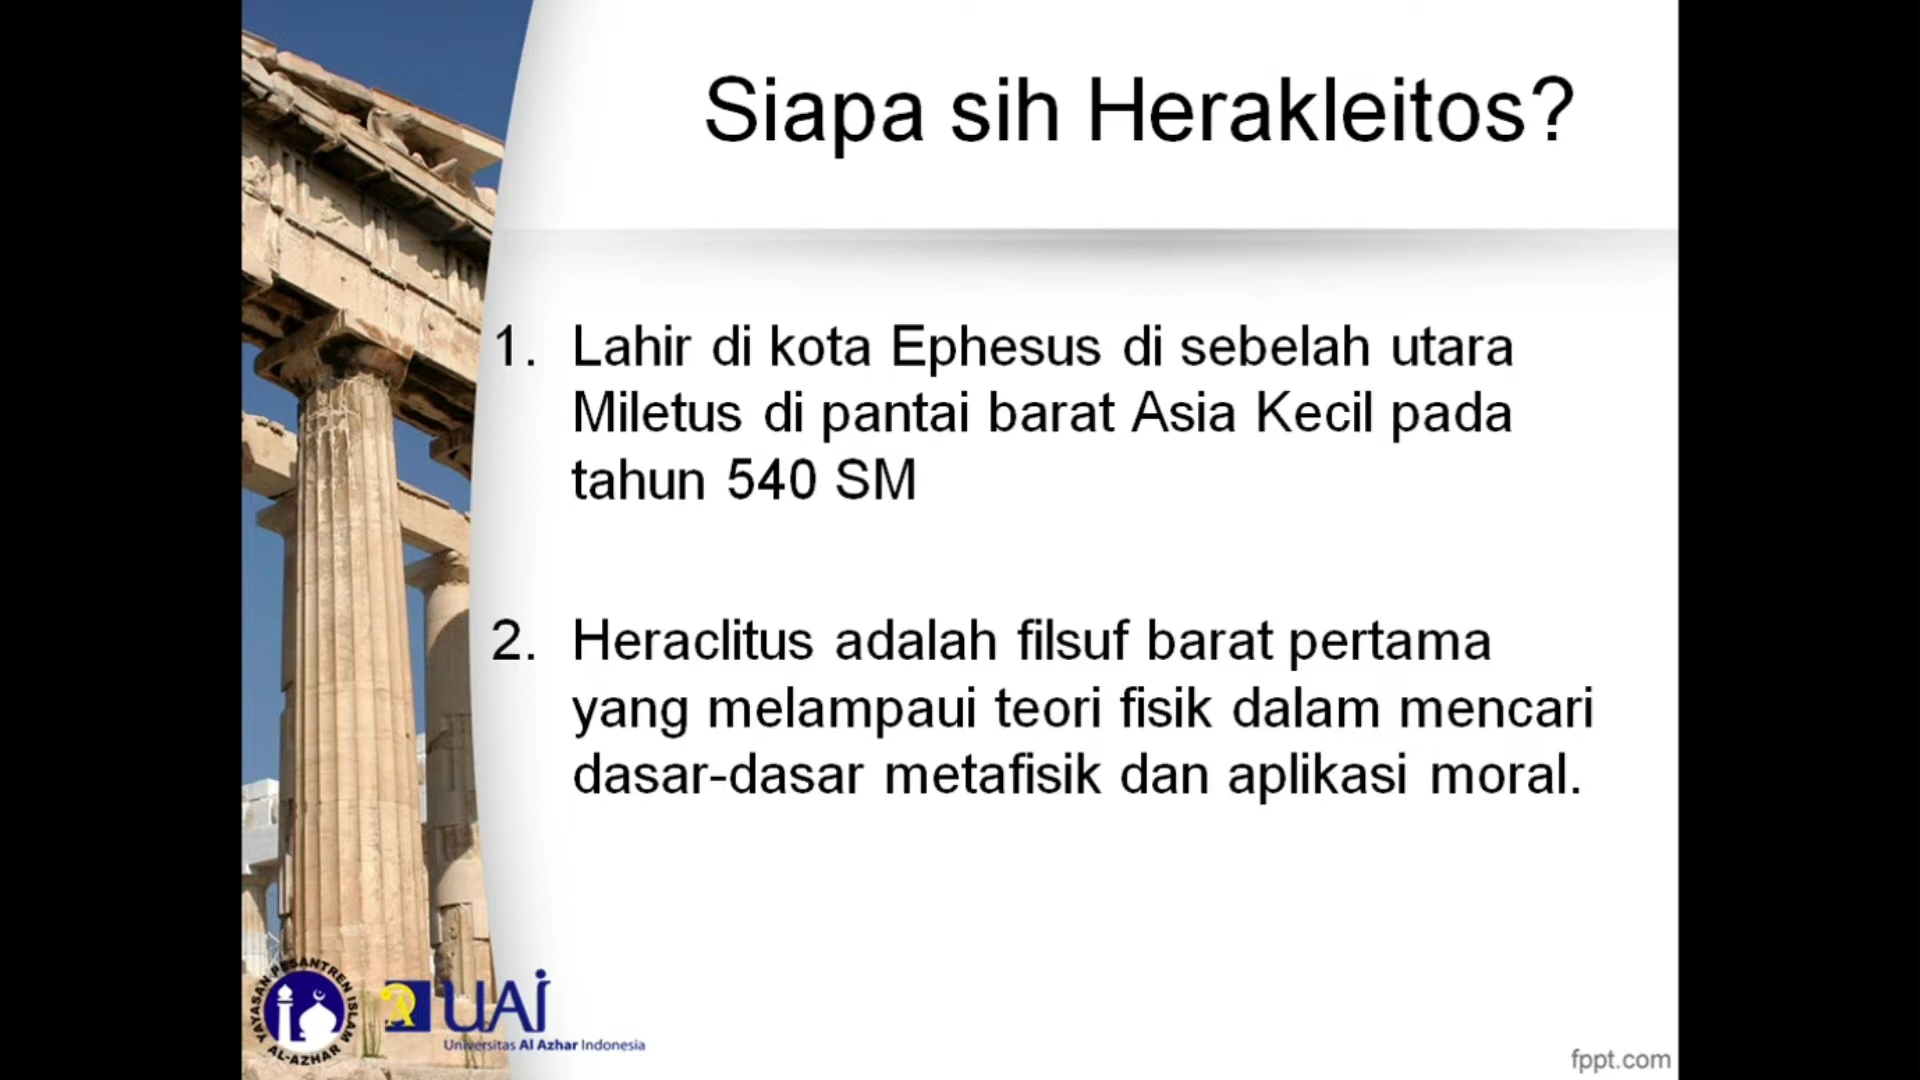 Siapa sih Herakleitos?
1. Lahir di kota Ephesus di sebelah utara
Miletus di pantai barat Asia Kecil pada
tahun 540 SM
2. Heraclitus adalah filsuf barat pertama
yang melampaui teori fisik dalam mencari
dasar-dasar metafisik dan aplikasi moral.
YAYASAN PESANTREN ISLAM
AL-AZHAR
UAI
Universitas Al Azhar Indonesia
fppt.com